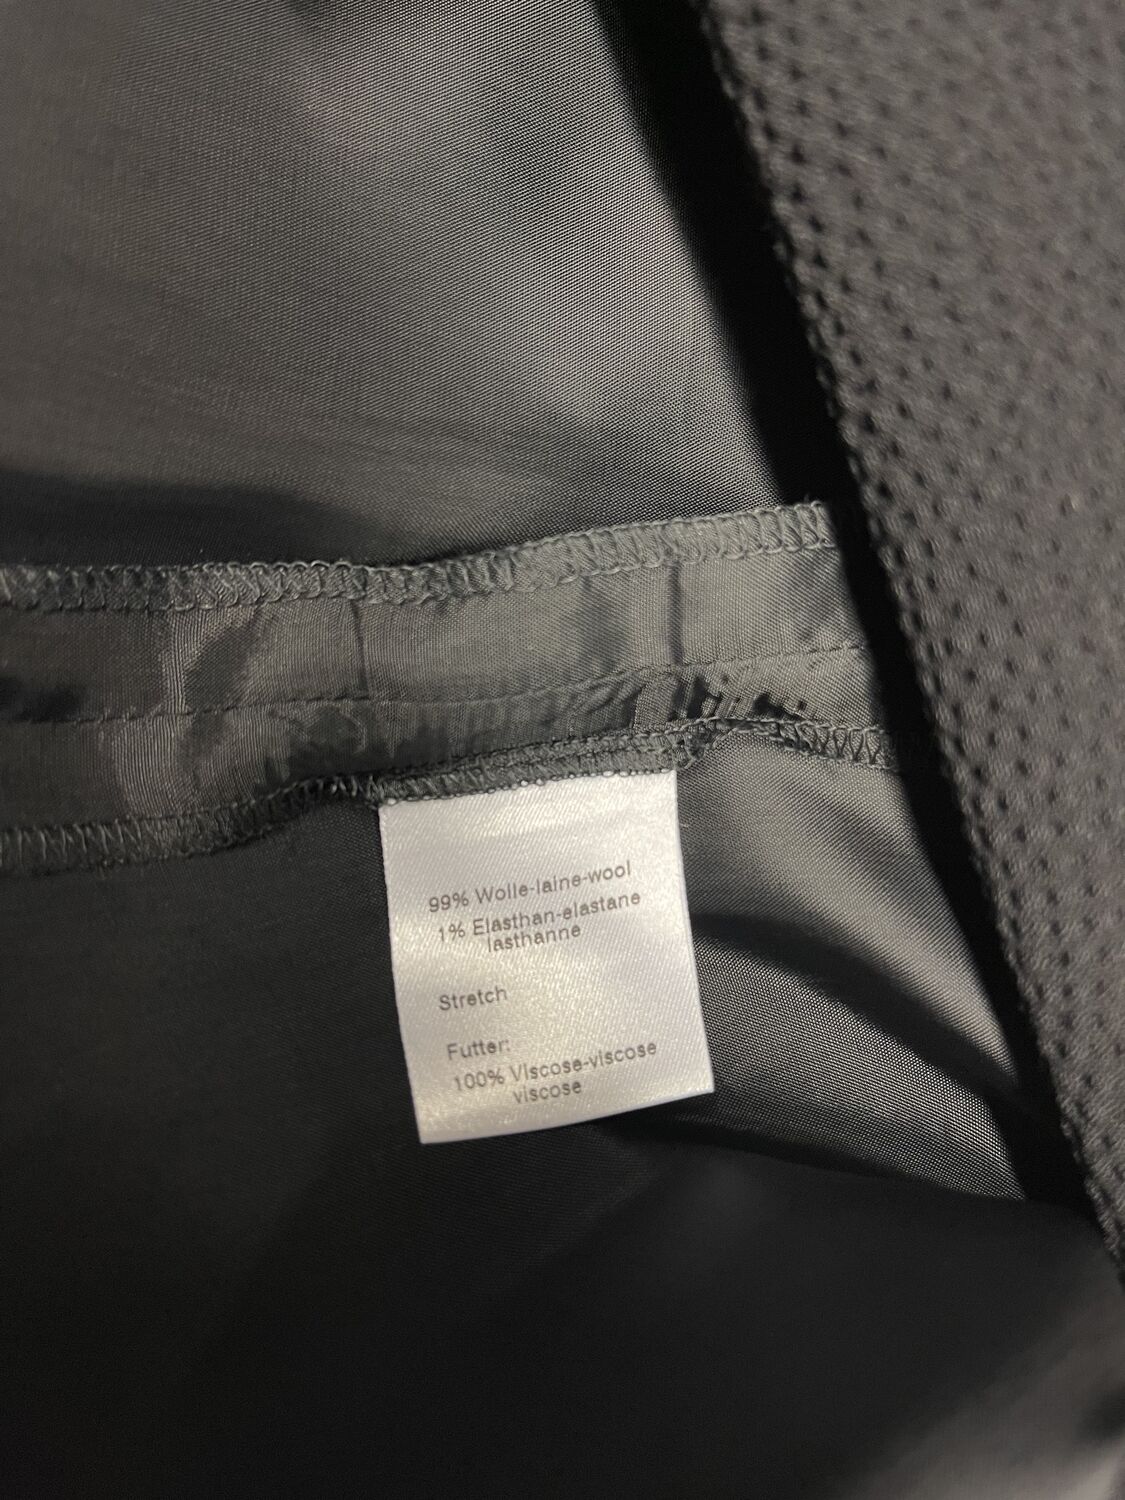 99% Wolle-laine-wool
1% Elasthan-elastane
lasthanne
Stretch
Futter:
100% Viscose-viscose
viscose